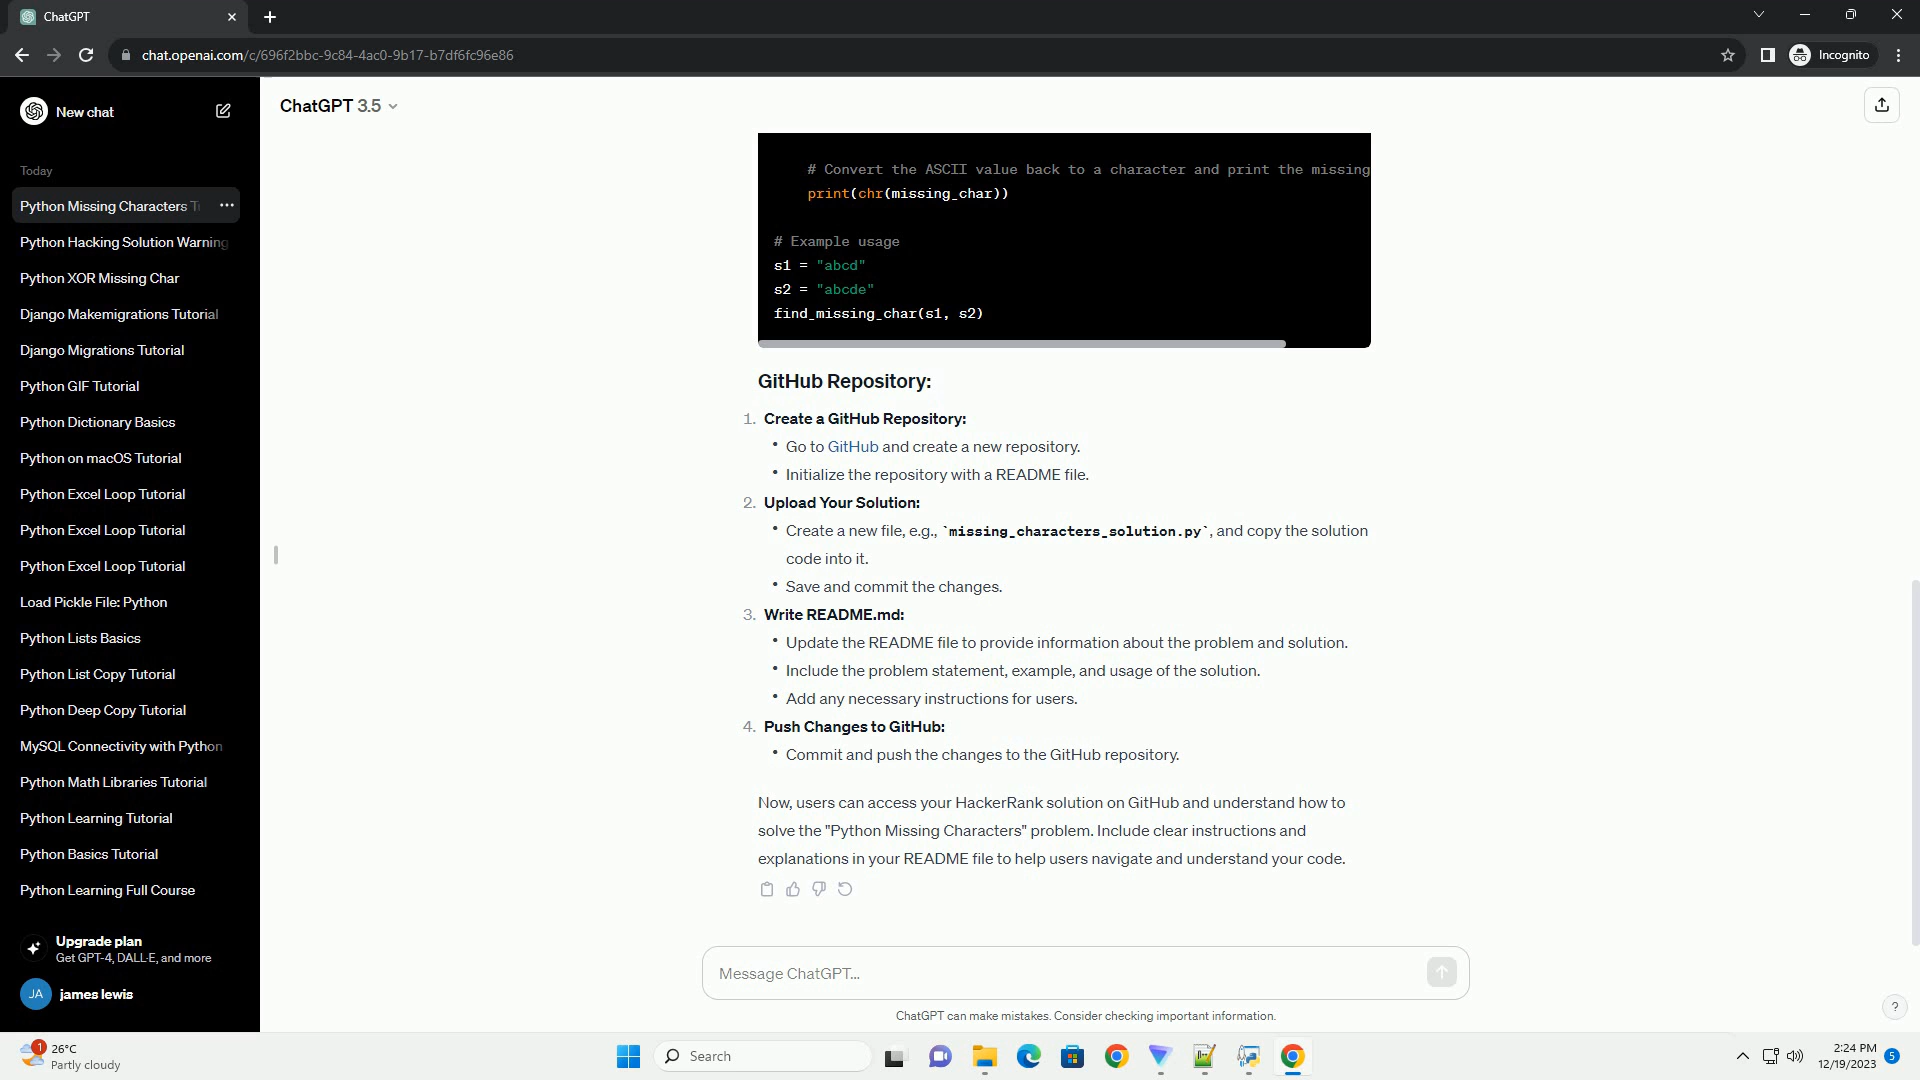 ChatGPT
chat.openai.com/c/696f2bbc-9c84-4ac0-9b17-b7df6fc96e86
Incognito
New chat
Today
Python Missing Characters
Python Hacking Solution Warning
Python XOR Missing Char
Django Makemigrations Tutorial
Django Migrations Tutorial
Python GIF Tutorial
Python Dictionary Basics
Python on macOS Tutorial
Python Excel Loop Tutorial
Python Excel Loop Tutorial
Python Excel Loop Tutorial
Load Pickle File: Python
Python Lists Basics
Python List Copy Tutorial
Python Deep Copy Tutorial
MySQL Connectivity with Python
Python Math Libraries Tutorial
Python Learning Tutorial
Python Basics Tutorial
Python Learning Full Course
Upgrade plan
Get GPT-4, DALL·E, and more
JA james lewis
ChatGPT 3.5
# Convert the ASCII value back to a character and print the missing
print(chr(missing_char))
# Example usage
s1 = "abcd"
s2 = "abcde"
find_missing_char(s1, s2)
GitHub Repository:
1. Create a GitHub Repository:
• Go to GitHub and create a new repository.
• Initialize the repository with a README file.
2. Upload Your Solution:
• Create a new file, e.g., `missing_characters_solution.py`, and copy the solution
code into it.
• Save and commit the changes.
3. Write README.md:
• Update the README file to provide information about the problem and solution.
• Include the problem statement, example, and usage of the solution.
• Add any necessary instructions for users.
4. Push Changes to GitHub:
• Commit and push the changes to the GitHub repository.
Now, users can access your HackerRank solution on GitHub and understand how to
solve the "Python Missing Characters" problem. Include clear instructions and
explanations in your README file to help users navigate and understand your code.
Message ChatGPT...
ChatGPT can make mistakes. Consider checking important information.
?
1
26°C
Partly cloudy
Search
2:24 PM
12/19/2023
5